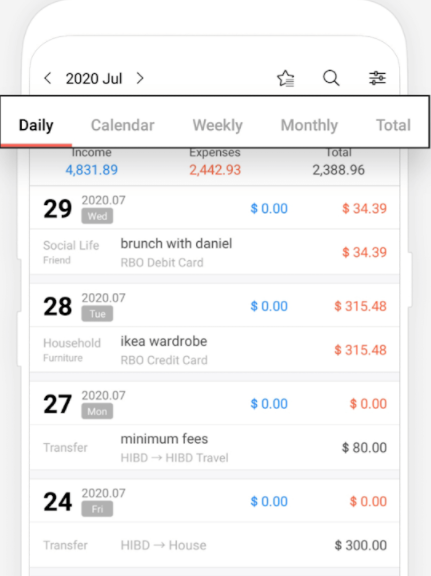 2020 Jul
Daily Calendar Weekly Monthly Total
Income Expenses Total
4,831.89 2,442.93 2,388.96
29 2020.07 Wed $ 0.00 $ 34.39
Social Life brunch with daniel $ 34.39
Friend RBO Debit Card
28 2020.07 Tue $ 0.00 $ 315.48
Household ikea wardrobe $ 315.48
Furniture RBO Credit Card
27 2020.07 Mon $ 0.00 $ 0.00
Transfer minimum fees $ 80.00
HIBD → HIBD Travel
24 2020.07 Fri $ 0.00 $ 0.00
Transfer HIBD → House $ 300.00